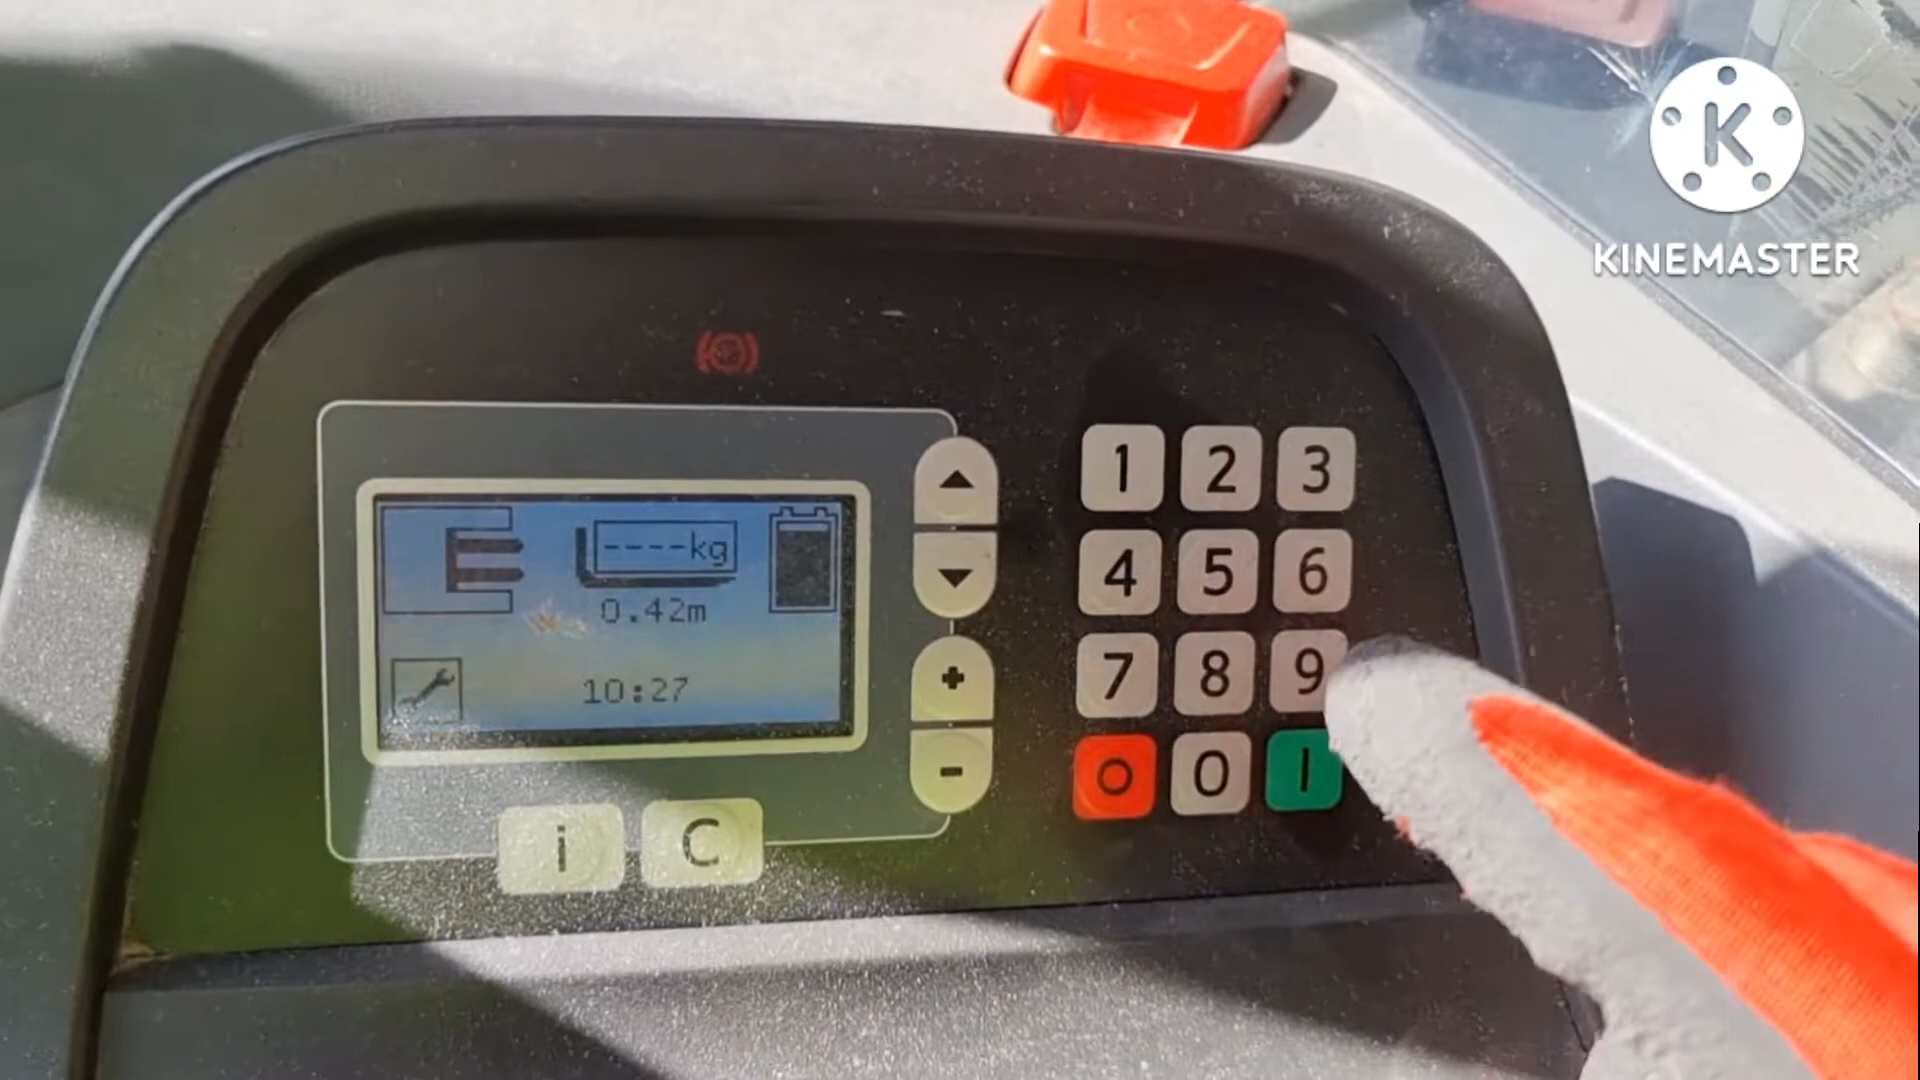 K
KINEMASTER
----kg
0.42m
10:27
+
-
i C
1 2 3
4 5 6
7 8 9
O 0 I